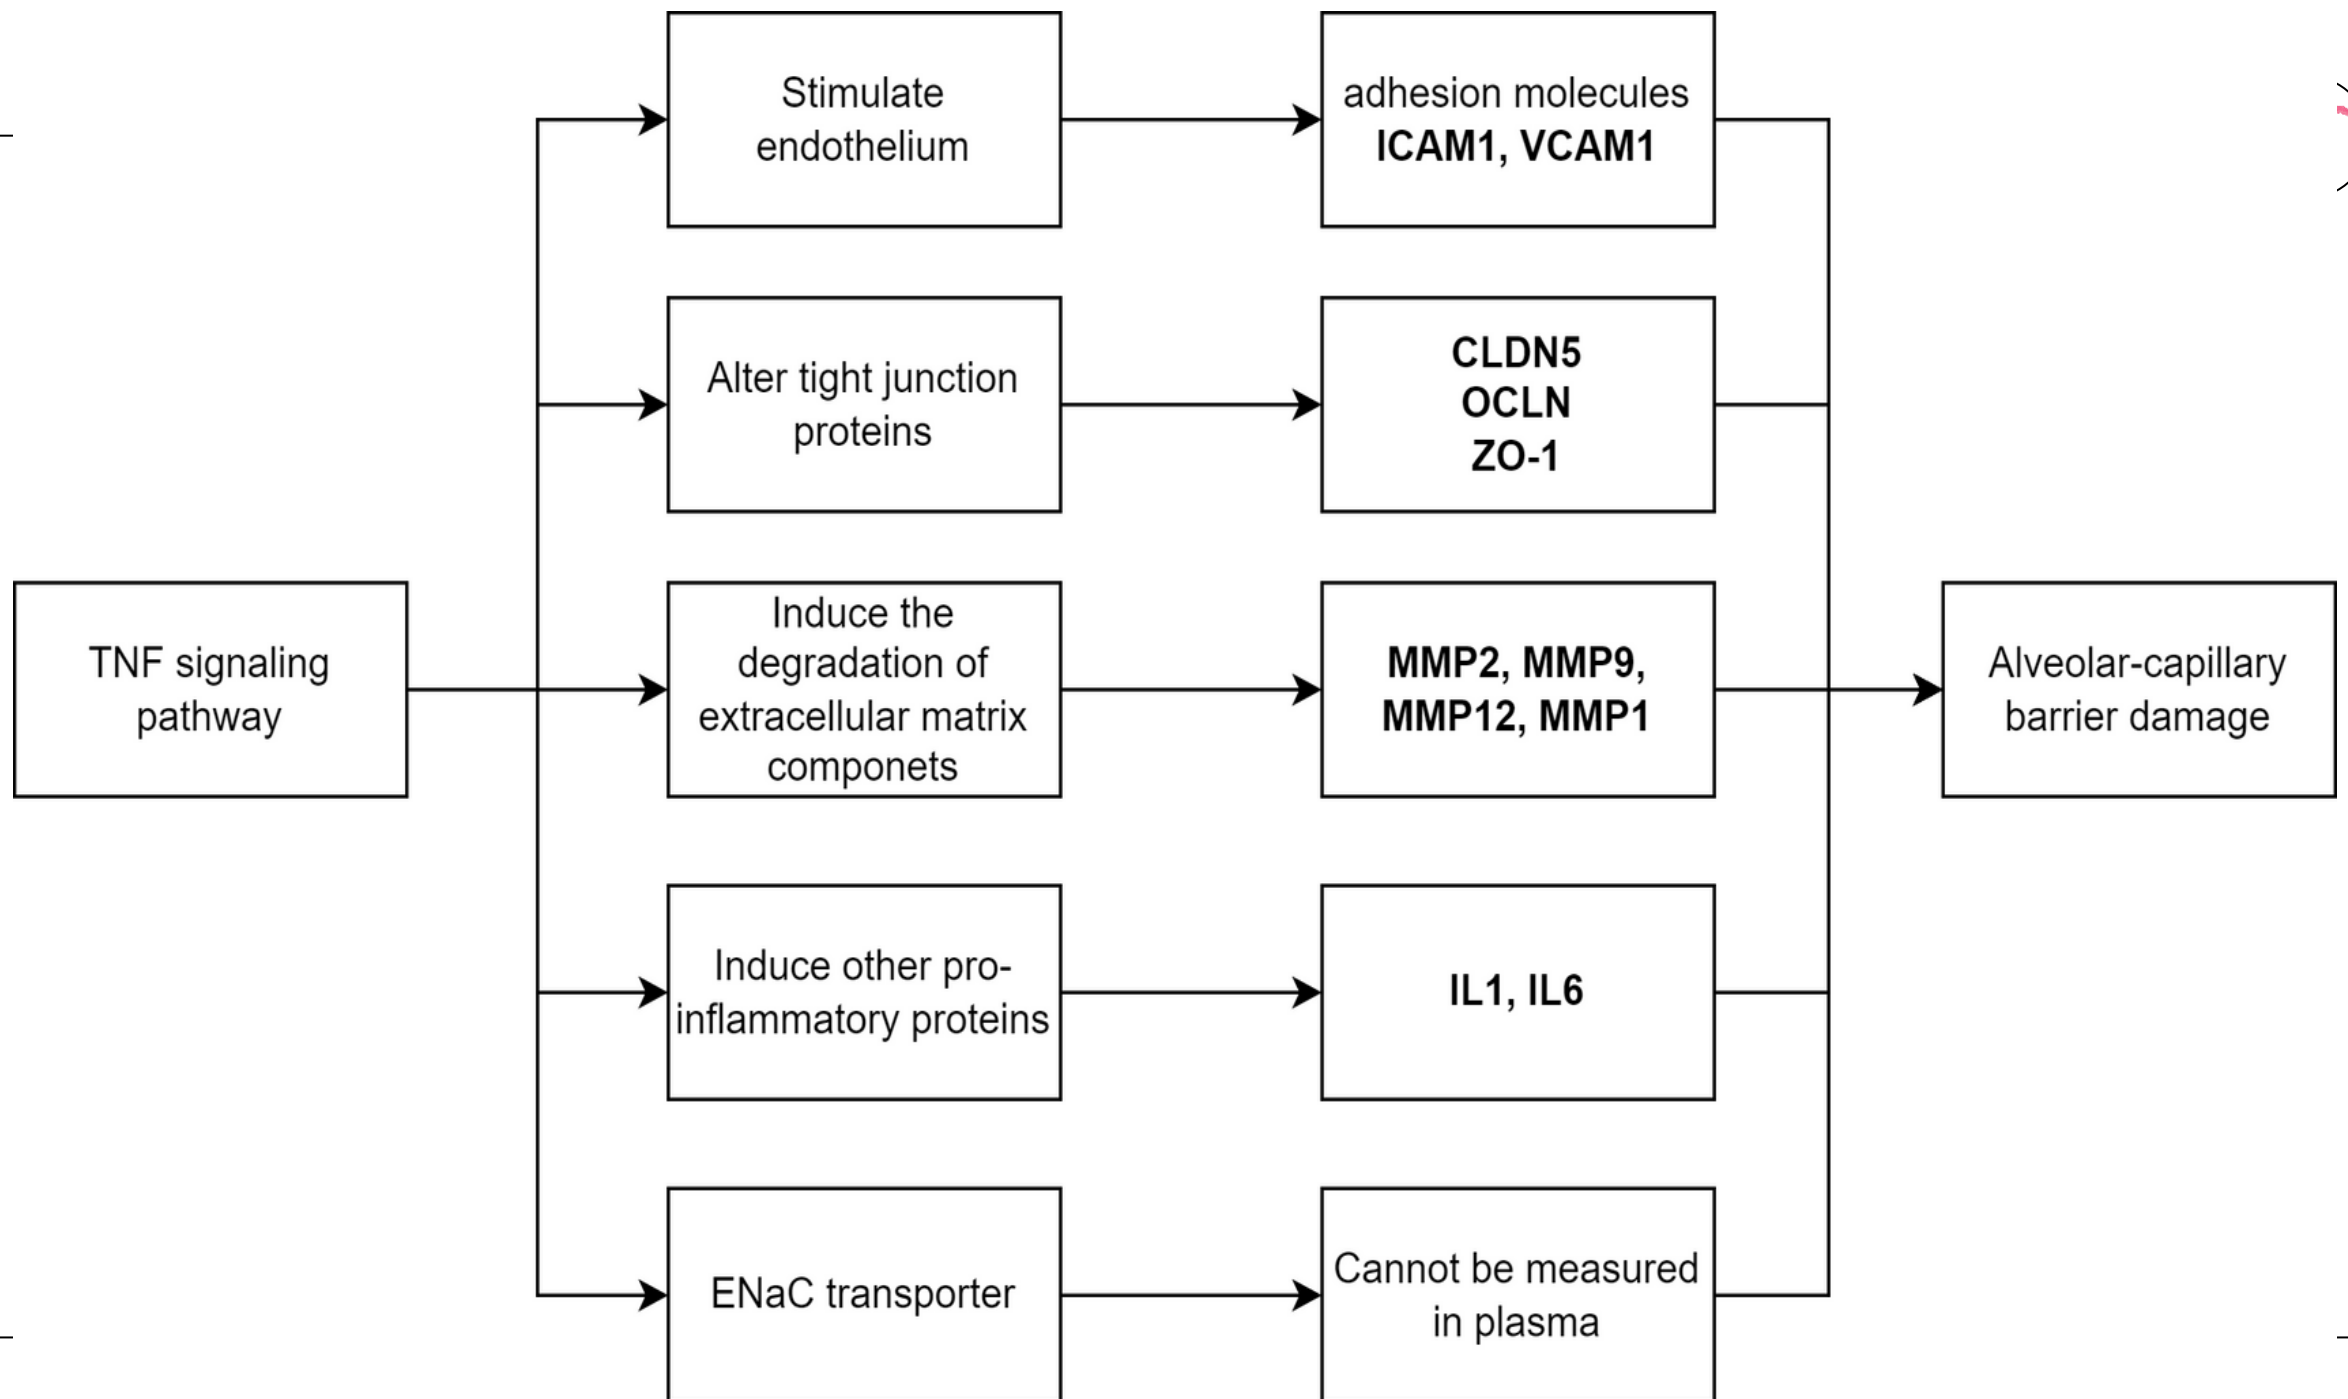 Stimulate
endothelium
adhesion molecules
ICAM1, VCAM1
Alter tight junction
proteins
CLDN5
OCLN
ZO-1
TNF signaling
pathway
Induce the
degradation of
extracellular matrix
componets
MMP2, MMP9,
MMP12, MMP1
Alveolar-capillary
barrier damage
Induce other pro-
inflammatory proteins
IL1, IL6
ENaC transporter
Cannot be measured
in plasma